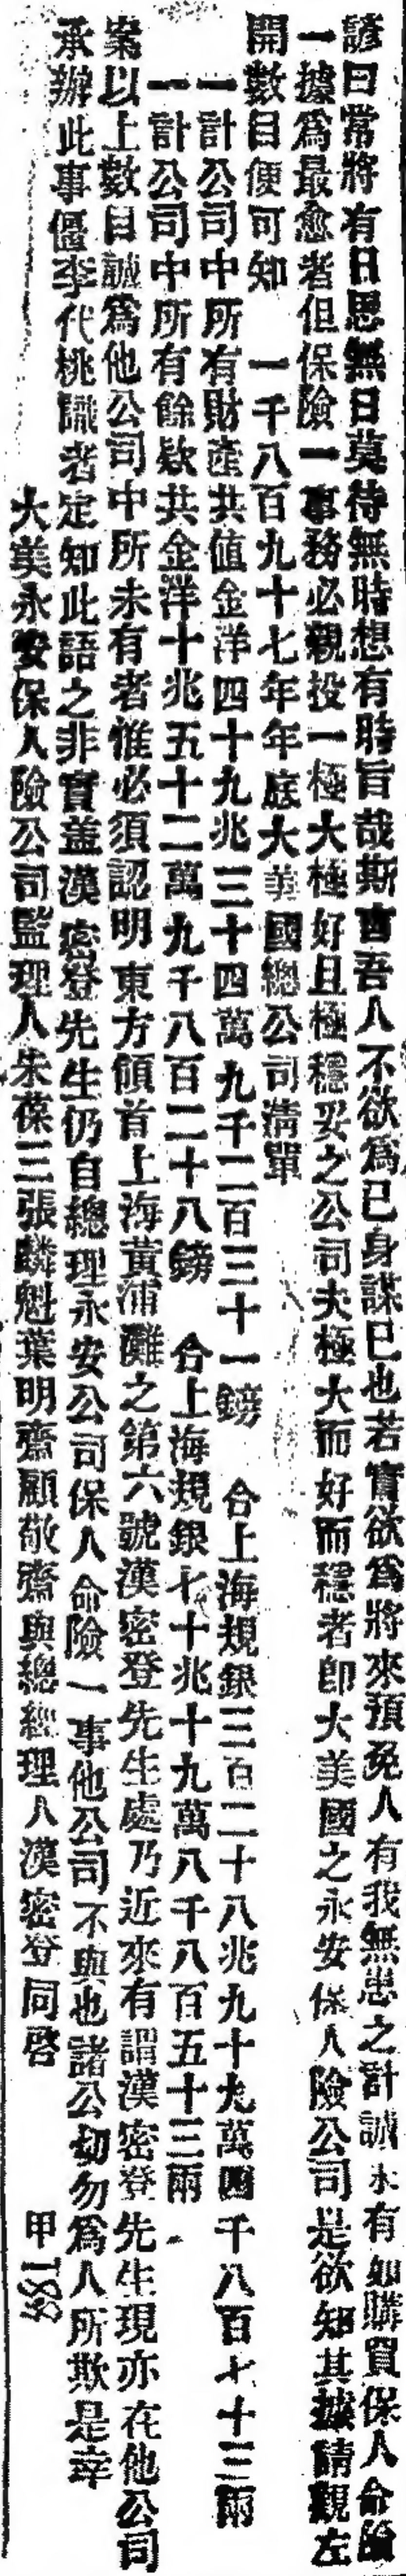 諺曰常將有日思無日莫待無時想有時旨哉斯言吾人不欲爲己身謀已也若實欲爲將來預免人有我無患之計誠未有如購買保人命險
一據爲最愈者但保險一事務必親投一極大極好且極穩妥之公司夫極大而好而穩者即大美國之永安保人險公司是欲知其據請觀左
開數目便可知　一千八百九十七年年底大美國總公司清單
一計公司中所有財產共值金洋四十九兆三十四萬九千二百三十一鎊　合上海規銀三百二十八兆九十九萬四千八百七十三兩
一計公司中所有餘款共金洋十兆五十二萬九千八百二十八鎊　合上海規銀七十兆十九萬八千八百五十三兩
案以上數目誠爲他公司中所未有者惟必須認明東方領首上海黃浦灘之第六號漢密登先生處乃近來有謂漢密登先生現亦在他公司
承辦此事僵李代桃識者定知此語之非實蓋漢密登先生仍自總理永安公司保人命險一事他公司不與也諸公切勿爲人所欺是幸
大美永安保人險公司監理人朱葆三張麟魁葉明齋顧敬齋與總經理人漢密登同啓　甲